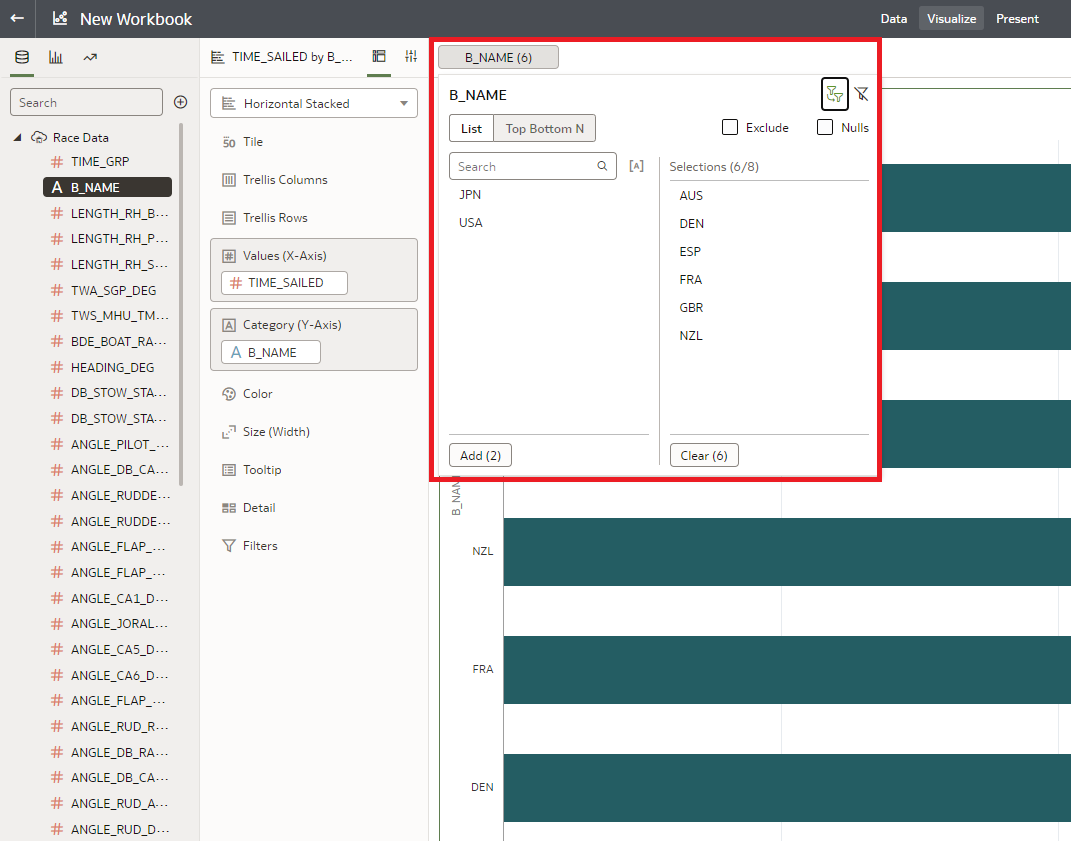 New Workbook
Data
Visualize
Present
Search
Race Data
TIME_GRP
A B_NAME
LENGTH_RH_B...
LENGTH_RH_P...
LENGTH_RH_S...
TWA_SGP_DEG
TWS_MHU_TM...
BDE_BOAT_RA...
HEADING_DEG
DB_STOW_STA...
DB_STOW_STA...
ANGLE_PILOT_...
ANGLE_DB_CA...
ANGLE_RUDDE...
ANGLE_RUDDE...
ANGLE_FLAP_...
ANGLE_FLAP_...
ANGLE_CA1_D...
ANGLE_JORAL...
ANGLE_CA5_D...
ANGLE_CA6_D...
ANGLE_FLAP_...
ANGLE_RUD_R...
ANGLE_DB_RA...
ANGLE_DB_CA...
ANGLE_RUD_A...
ANGLE_RUD_D...
TIME_SAILED by B_...
Horizontal Stacked
50 Tile
Trellis Columns
Trellis Rows
Values (X-Axis)
# TIME_SAILED
A Category (Y-Axis)
A B_NAME
Color
Size (Width)
Tooltip
Detail
Filters
B_NAME (6)
B_NAME
List
Top Bottom N
Exclude
Nulls
Search
[A]
Selections (6/8)
JPN
USA
AUS
DEN
ESP
FRA
GBR
NZL
Add (2)
Clear (6)
B_NAME
NZL
FRA
DEN